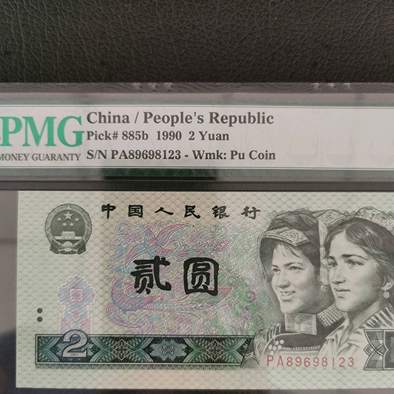 PMG
MONEY GUARANTY
China / People's Republic
Pick# 885b 1990 2 Yuan
S/N PA89698123 - Wmk: Pu Coin
中国人民银行
贰圆
2
PA89698123